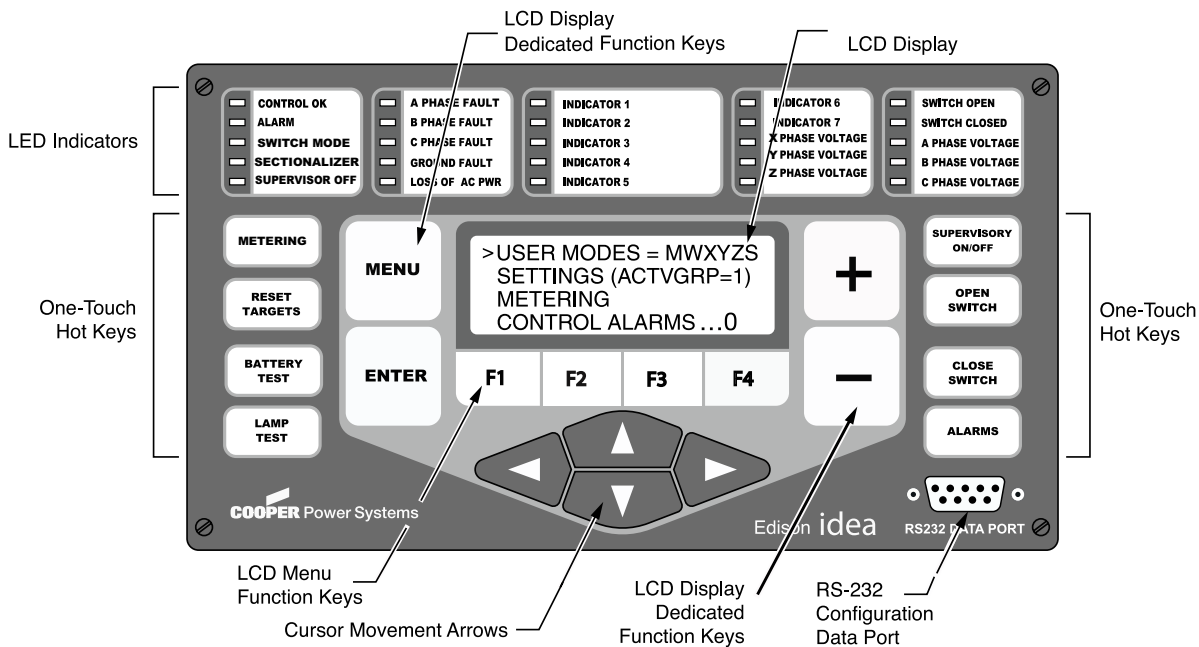 LCD Display
Dedicated Function Keys
LCD Display
LED Indicators
CONTROL OK
ALARM
SWITCH MODE
SECTIONALIZER
SUPERVISOR OFF
A PHASE FAULT
B PHASE FAULT
C PHASE FAULT
GROUND FAULT
LOSS OF AC PWR
INDICATOR 1
INDICATOR 2
INDICATOR 3
INDICATOR 4
INDICATOR 5
INDICATOR 6
INDICATOR 7
X PHASE VOLTAGE
Y PHASE VOLTAGE
Z PHASE VOLTAGE
SWITCH OPEN
SWITCH CLOSED
A PHASE VOLTAGE
B PHASE VOLTAGE
C PHASE VOLTAGE
One-Touch
Hot Keys
METERING
RESET
TARGETS
BATTERY
TEST
LAMP
TEST
MENU
ENTER
>USER MODES = MWXYZS
SETTINGS (ACTVGRP=1)
METERING
CONTROL ALARMS ...0
F1
F2
F3
F4
+
−
SUPERVISORY
ON/OFF
OPEN
SWITCH
CLOSE
SWITCH
ALARMS
One-Touch
Hot Keys
COOPER Power Systems
Edison idea
RS232 DATA PORT
LCD Menu
Function Keys
Cursor Movement Arrows
LCD Display
Dedicated
Function Keys
RS-232
Configuration
Data Port